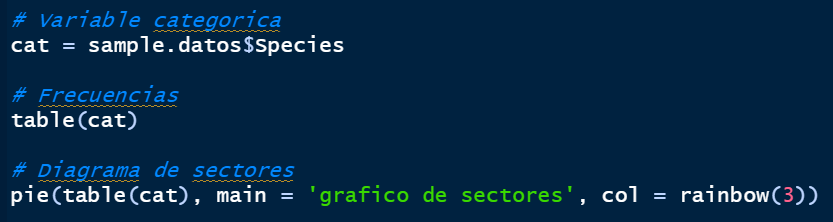 # Variable categorica
cat = sample.datos$Species
# Frecuencias
table(cat)
# Diagrama de sectores
pie(table(cat), main = 'grafico de sectores', col = rainbow(3))